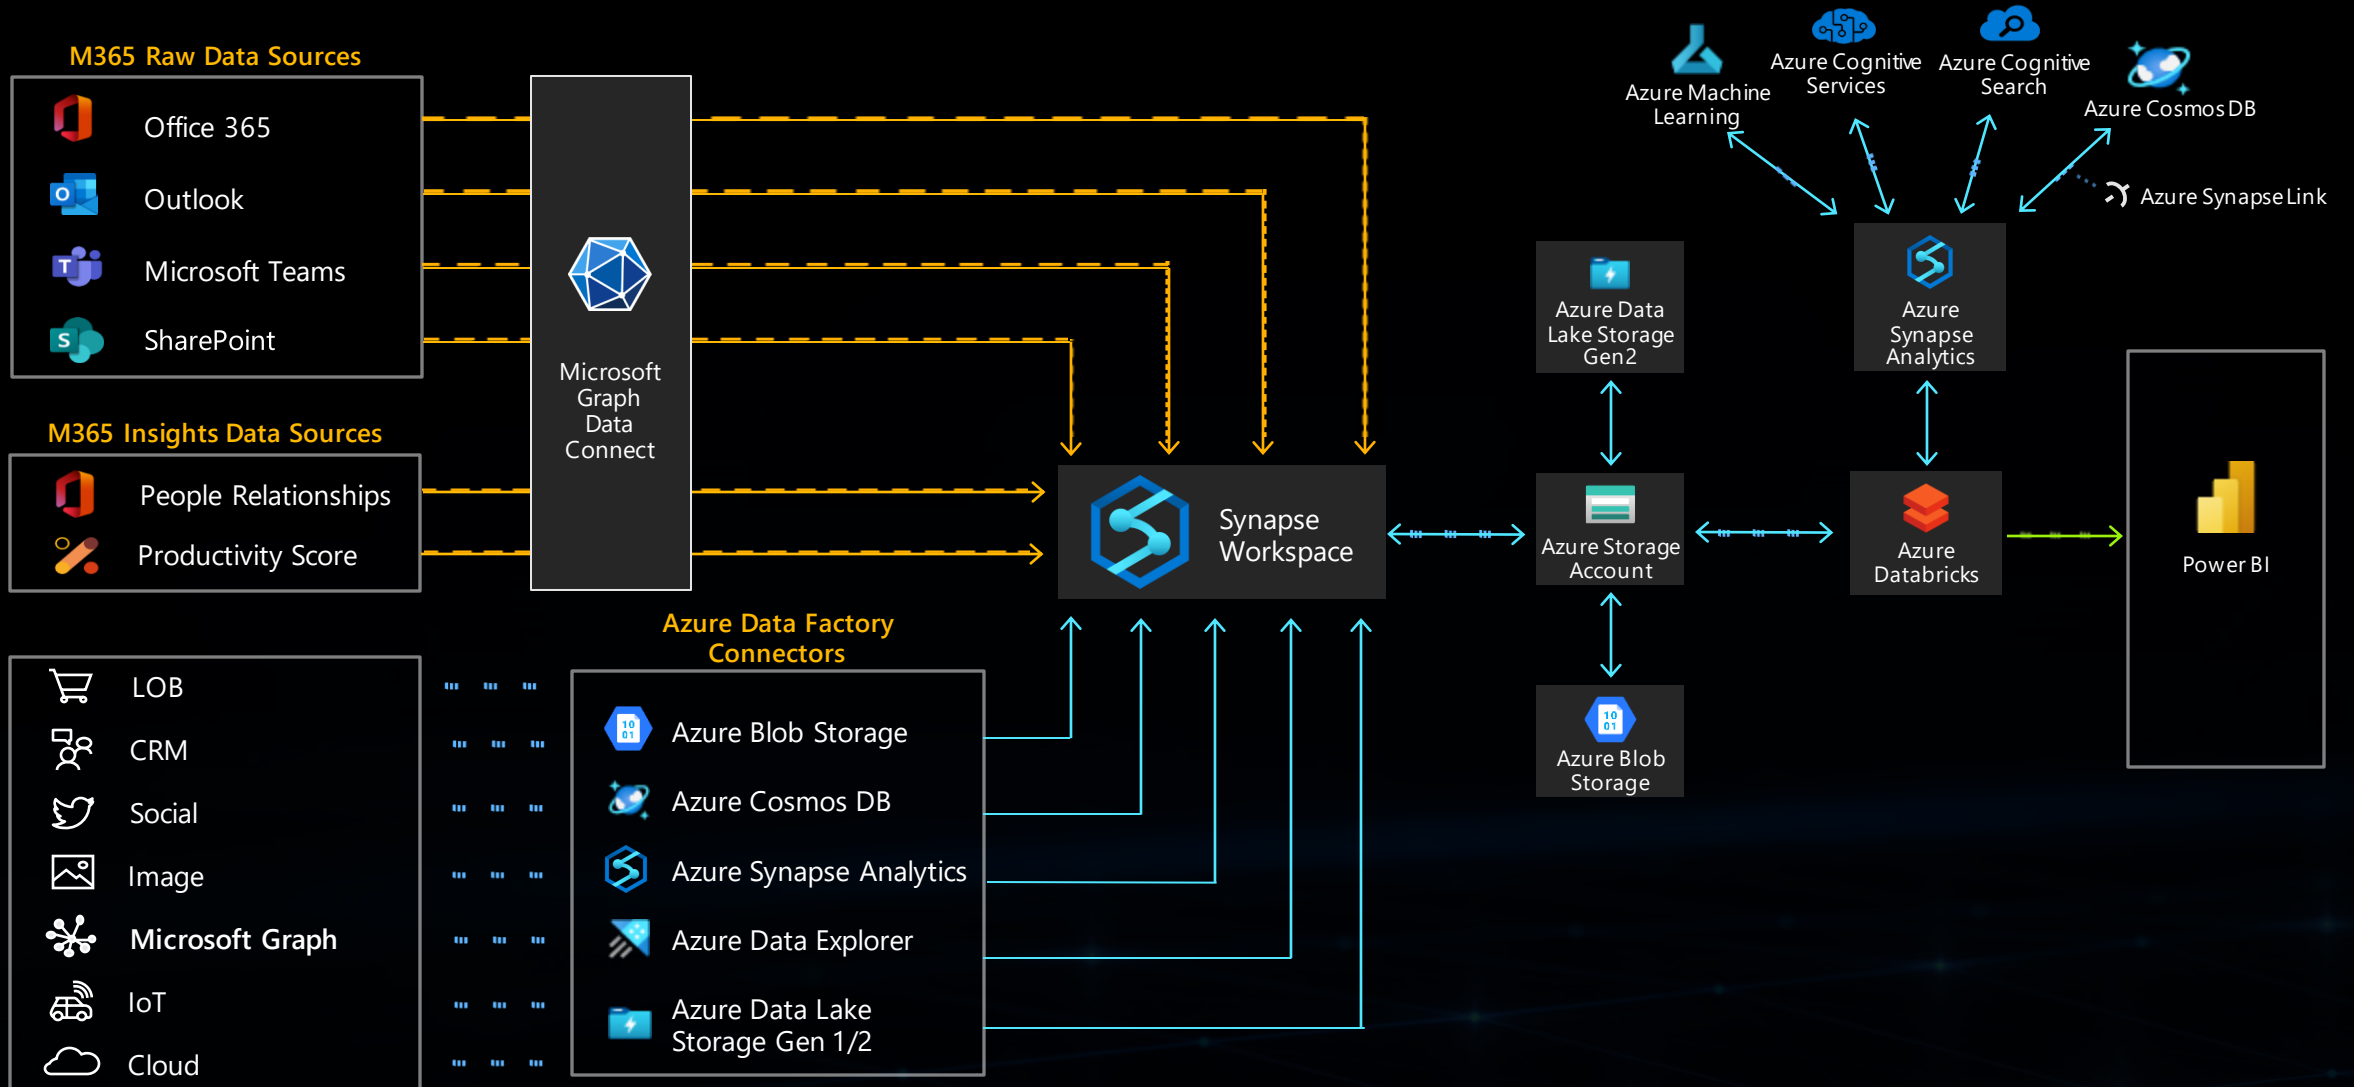 M365 Raw Data Sources
Office 365
Outlook
Microsoft Teams
SharePoint
M365 Insights Data Sources
People Relationships
Productivity Score
LOB
CRM
Social
Image
Microsoft Graph
IoT
Cloud
Microsoft
Graph
Data
Connect
Azure Data Factory
Connectors
Azure Blob Storage
Azure Cosmos DB
Azure Synapse Analytics
Azure Data Explorer
Azure Data Lake
Storage Gen 1/2
Synapse
Workspace
Azure Data
Lake Storage
Gen2
Azure Storage
Account
Azure Blob
Storage
Azure Machine
Learning
Azure Cognitive
Services
Azure Cognitive
Search
Azure Cosmos DB
Azure Synapse Link
Azure
Synapse
Analytics
Azure
Databricks
Power BI